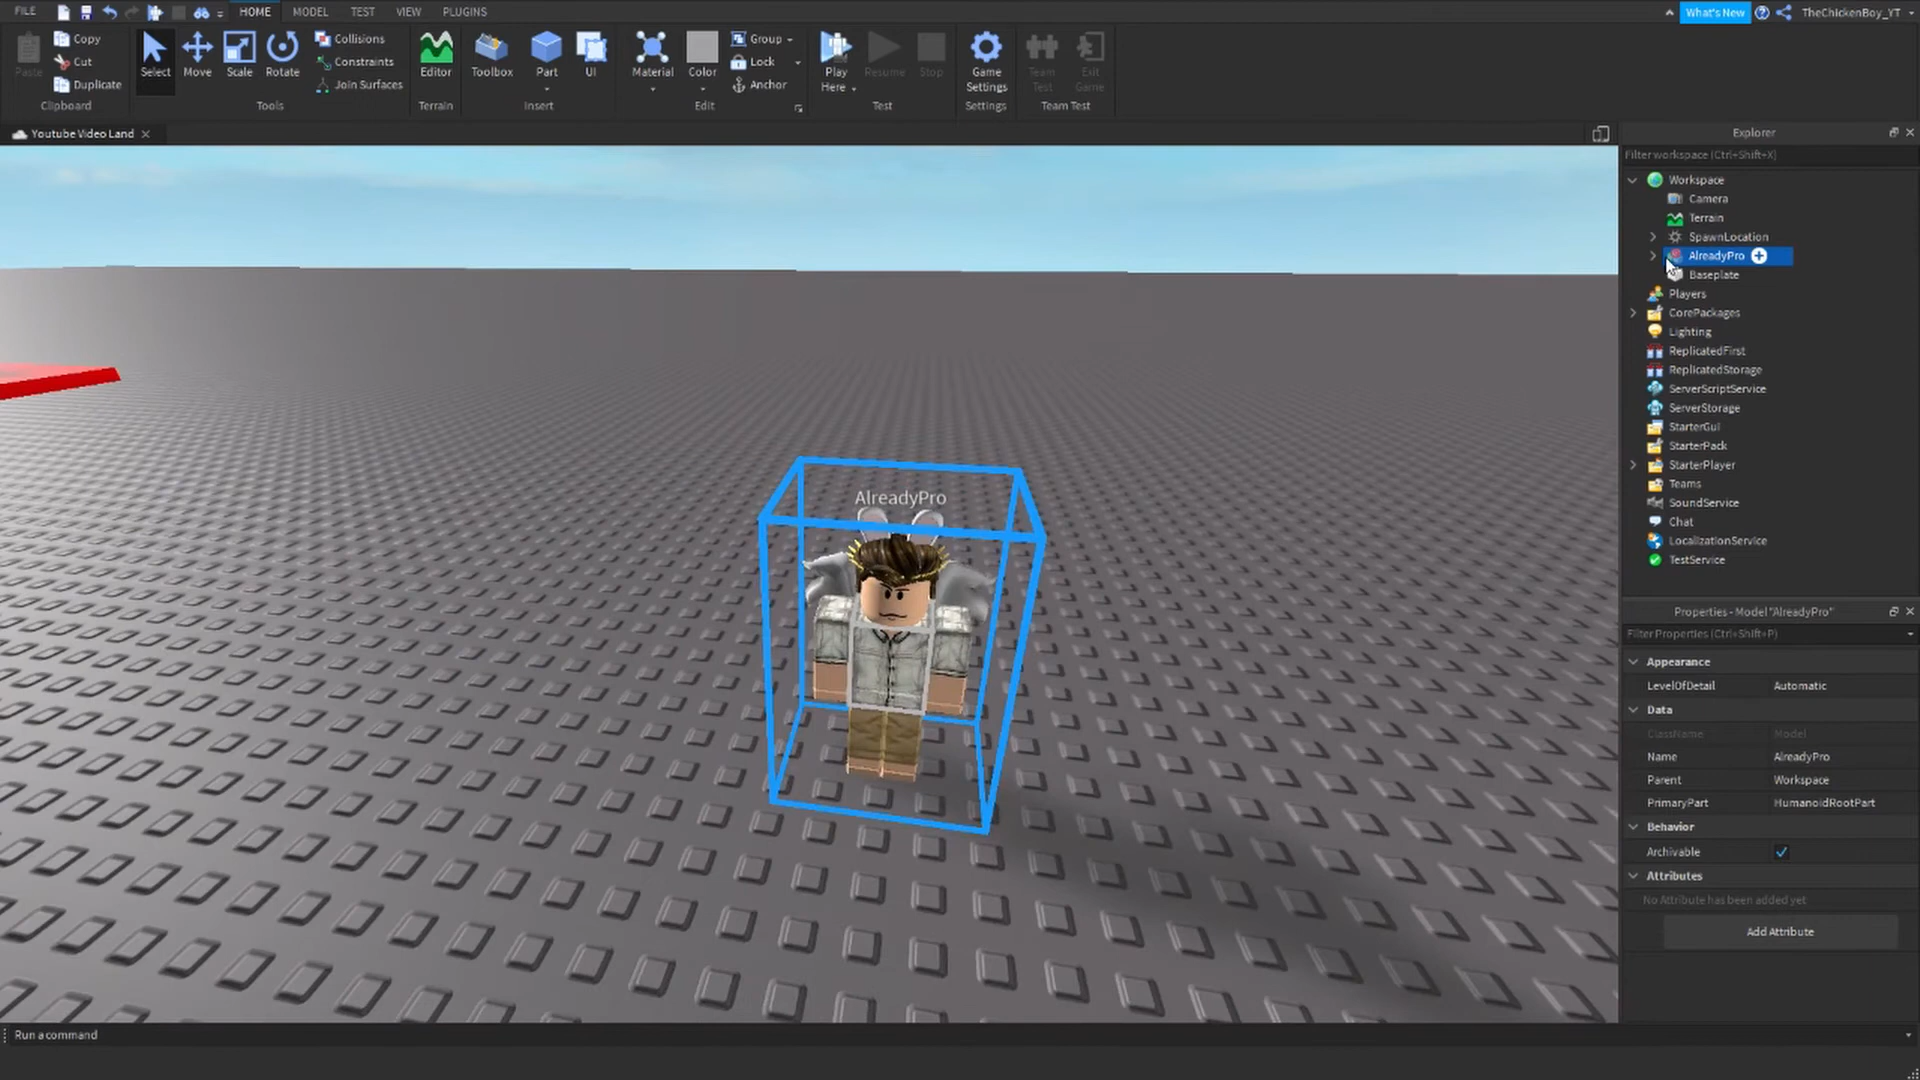 FILE HOME MODEL TEST VIEW PLUGINS What's New TheChickenBoy_YT
Paste Copy Cut Duplicate Clipboard
Select Move Scale Rotate Collisions Constraints Join Surfaces Tools
Editor Terrain
Toolbox Part UI Insert
Material Color Group Lock Anchor Edit
Play Here Resume Stop Test
Game Settings Settings
Team Test Exit Game Team Test
Youtube Video Land
Explorer
Filter workspace (Ctrl+Shift+X)
Workspace
Camera
Terrain
SpawnLocation
AlreadyPro
Baseplate
Players
CorePackages
Lighting
ReplicatedFirst
ReplicatedStorage
ServerScriptService
ServerStorage
StarterGui
StarterPack
StarterPlayer
Teams
SoundService
Chat
LocalizationService
TestService
AlreadyPro
Properties - Model "AlreadyPro"
Filter Properties (Ctrl+Shift+P)
Appearance
LevelOfDetail Automatic
Data
ClassName Model
Name AlreadyPro
Parent Workspace
PrimaryPart HumanoidRootPart
Behavior
Archivable
Attributes
No Attribute has been added yet
Add Attribute
Run a command